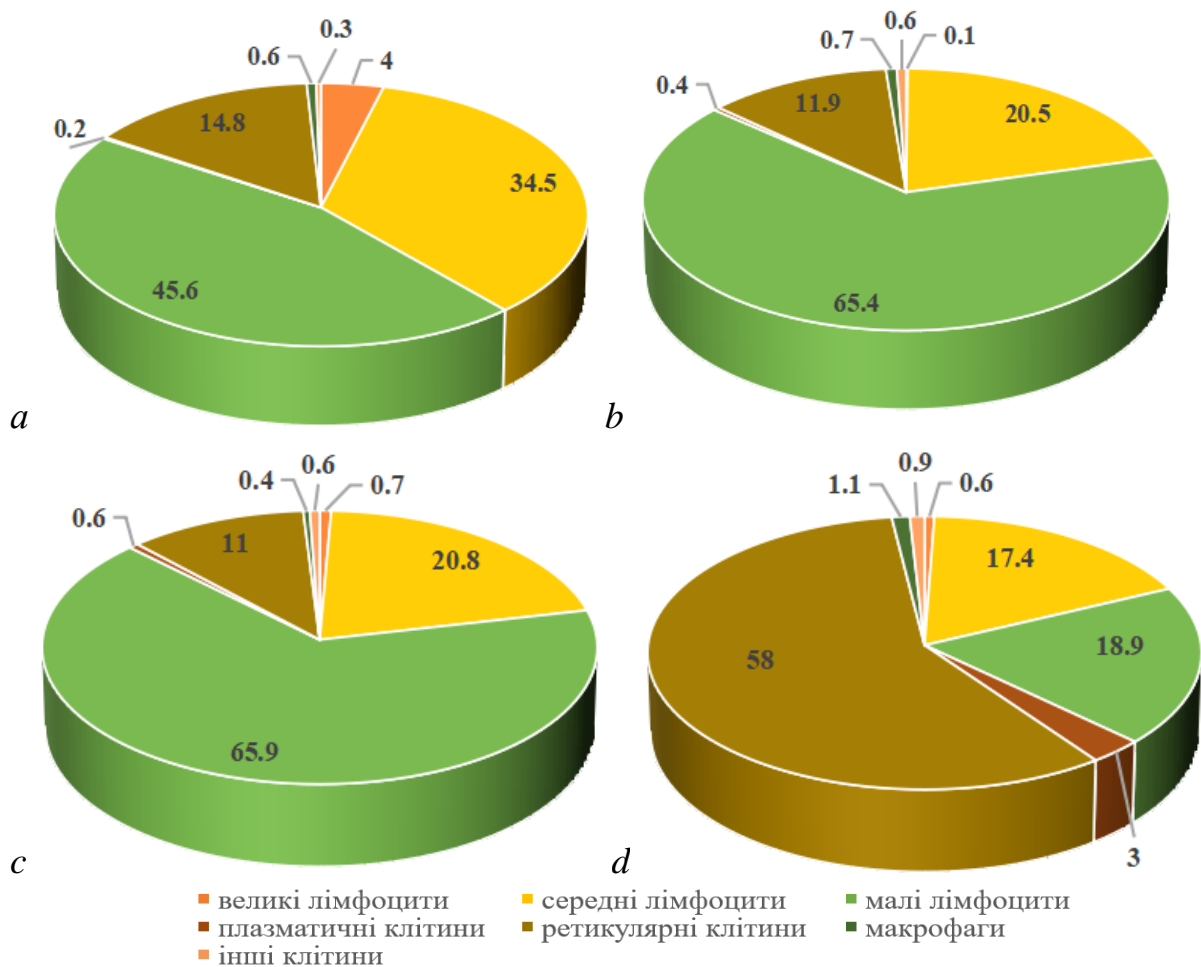 0.3
0.6
4
14.8
0.2
34.5
45.6
a
0.6
0.7
0.1
0.4
11.9
20.5
65.4
b
0.6
0.4
0.7
0.6
11
20.8
65.9
c
0.9
1.1
0.6
17.4
58
18.9
3
d
великі лімфоцити
середні лімфоцити
малі лімфоцити
плазматичні клітини
ретикулярні клітини
макрофаги
інші клітини